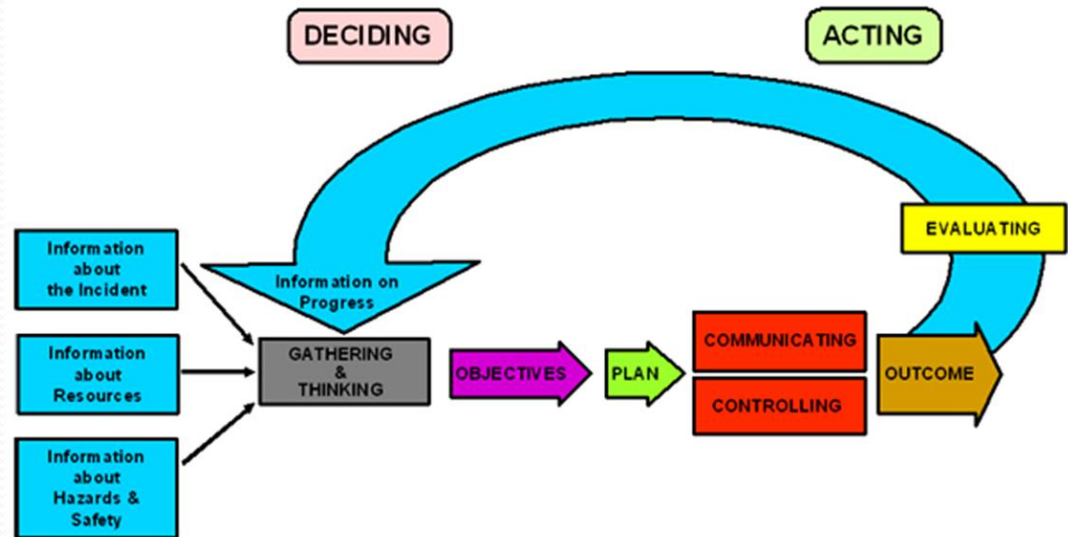 DECIDING
ACTING
EVALUATING
Information
about
the Incident
Information on
Progress
Information
about
Resources
GATHERING
&
THINKING
OBJECTIVES
PLAN
COMMUNICATING
CONTROLLING
OUTCOME
Information
about
Hazards &
Safety